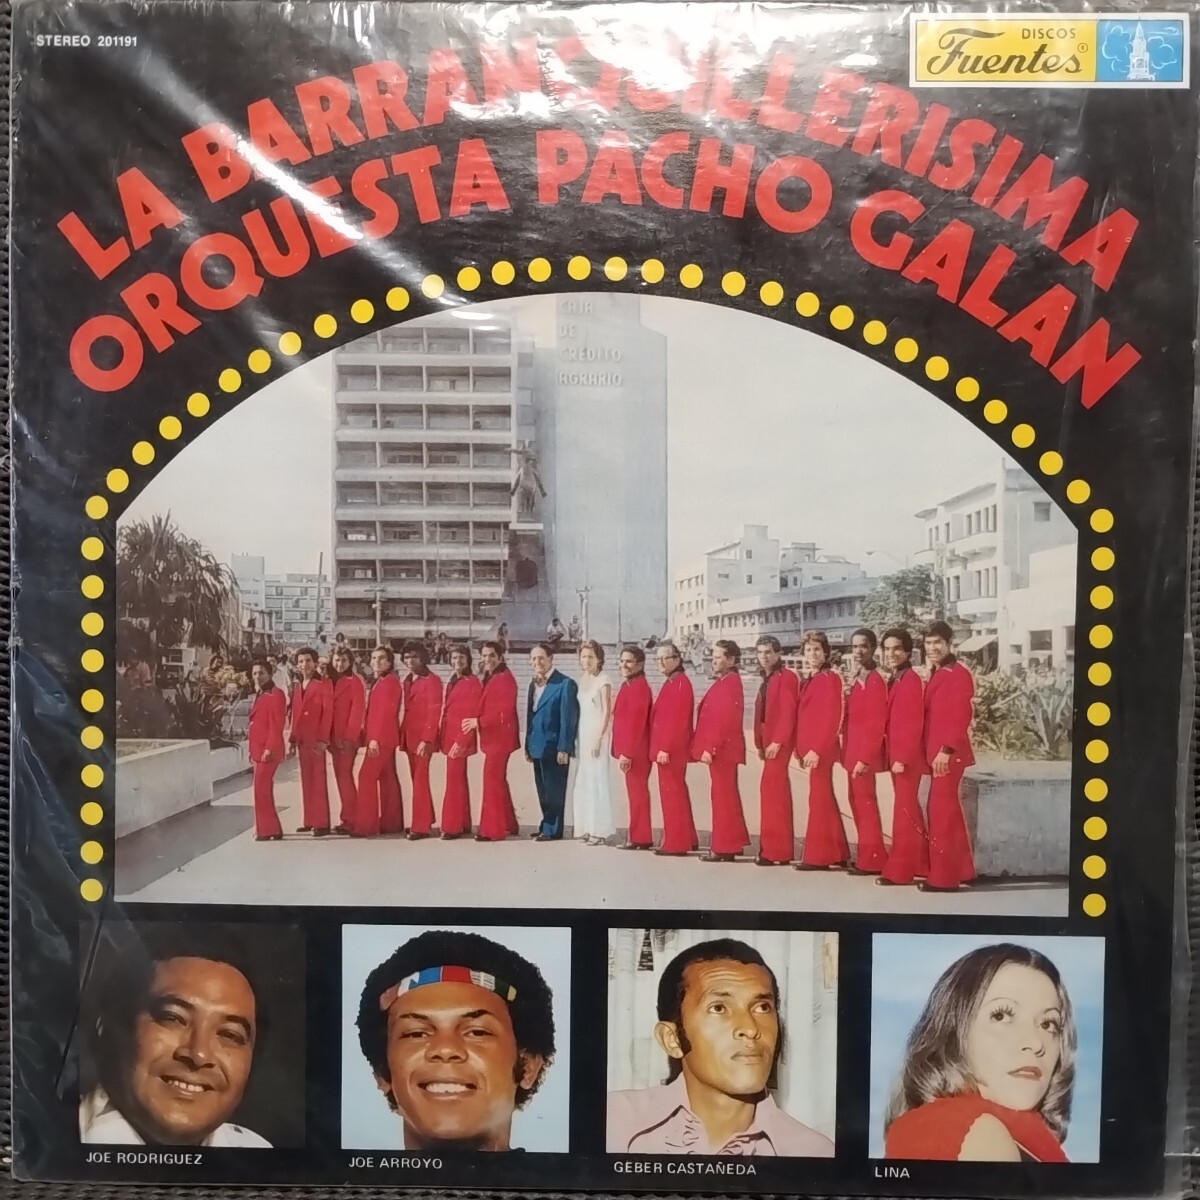 STEREO 201191
DISCOS
Fuentes®
LA BARRANQUILLERISIMA
ORQUESTA PACHO GALAN
CAJA
DE
CRÉDITO
AGRARIO
JOE RODRIGUEZ
JOE ARROYO
GEBER CASTAÑEDA
LINA